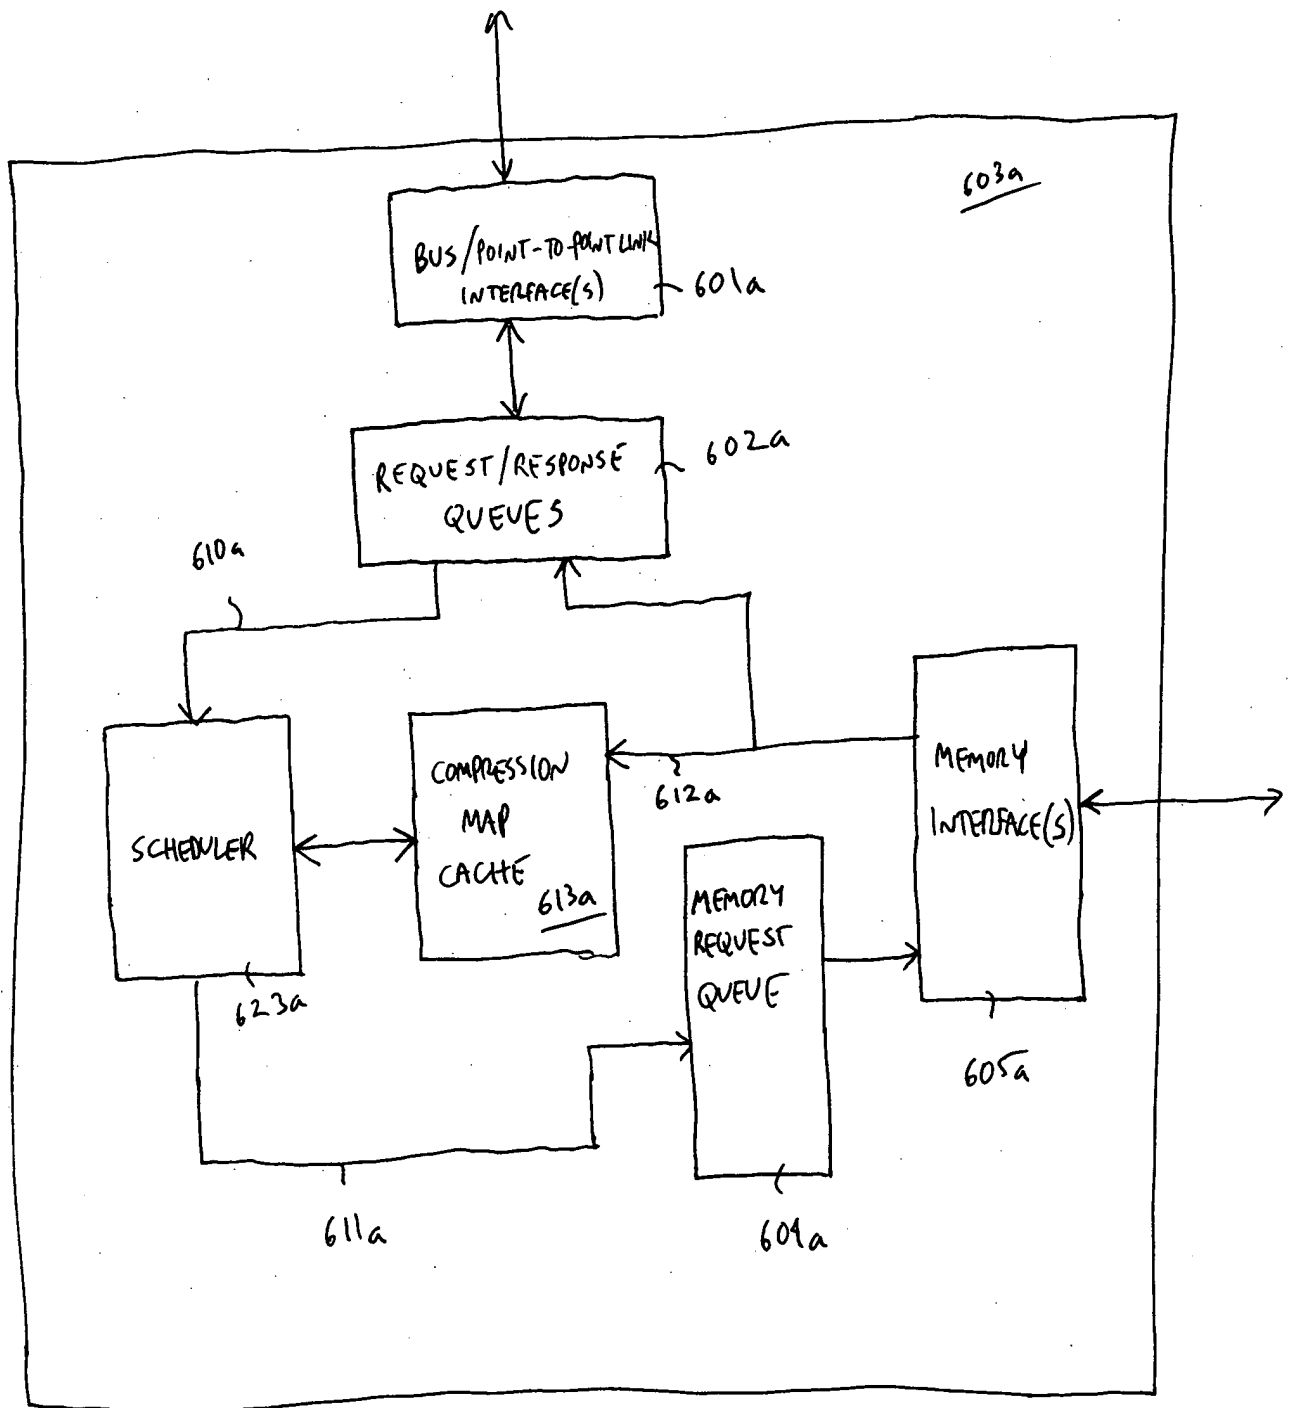 603a
BUS/POINT-TO-POINT LINK
INTERFACE(S)
601a
REQUEST/RESPONSE
QUEUES
602a
610a
COMPRESSION
MAP
CACHE
613a
612a
MEMORY
INTERFACE(S)
SCHEDULER
623a
MEMORY
REQUEST
QUEUE
605a
611a
604a